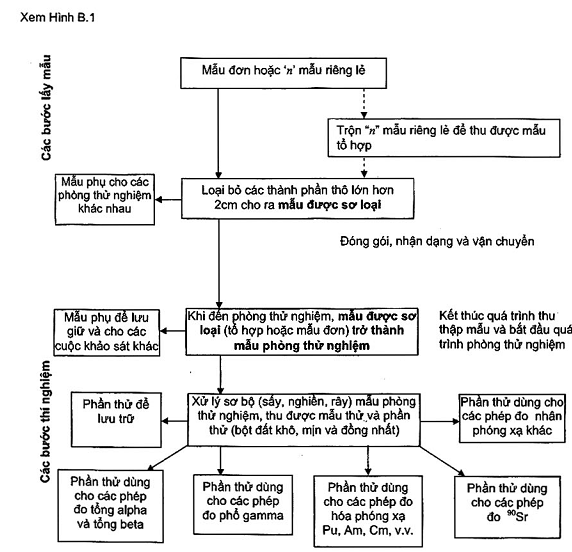 Xem Hình B.1
Các bước lấy mẫu
Mẫu đơn hoặc ‘n’ mẫu riêng lẻ
Trộn “n” mẫu riêng lẻ để thu được mẫu
tổ hợp
Mẫu phụ cho các
phòng thử nghiệm
khác nhau
Loại bỏ các thành phần thô lớn hơn
2cm cho ra mẫu được sơ loại
Đóng gói, nhận dạng và vận chuyển
Mẫu phụ để lưu
giữ và cho các
cuộc khảo sát khác
Khi đến phòng thử nghiệm, mẫu được sơ
loại (tổ hợp hoặc mẫu đơn) trở thành
mẫu phòng thử nghiệm
Kết thúc quá trình thu
thập mẫu và bất đầu quá
trình phòng thử nghiệm
Các bước thí nghiệm
Phần thử để
lưu trữ
Xử lý sơ bộ (sấy, nghiền, rây) mẫu phòng
thử nghiệm, thu được mẫu thử và phần
thử (bột đất khô, mịn và đồng nhất)
Phần thử dùng cho
các phép đo nhân
phóng xạ khác
Phần thử dùng
cho các phép
đo tổng alpha
và tổng beta
Phần thử dùng
cho các phép
đo phổ gamma
Phần thử dùng
cho các phép đo
hóa phóng xạ
Pu, Am, Cm, v.v.
Phần thử dùng
cho các phép
đo ⁹⁰Sr